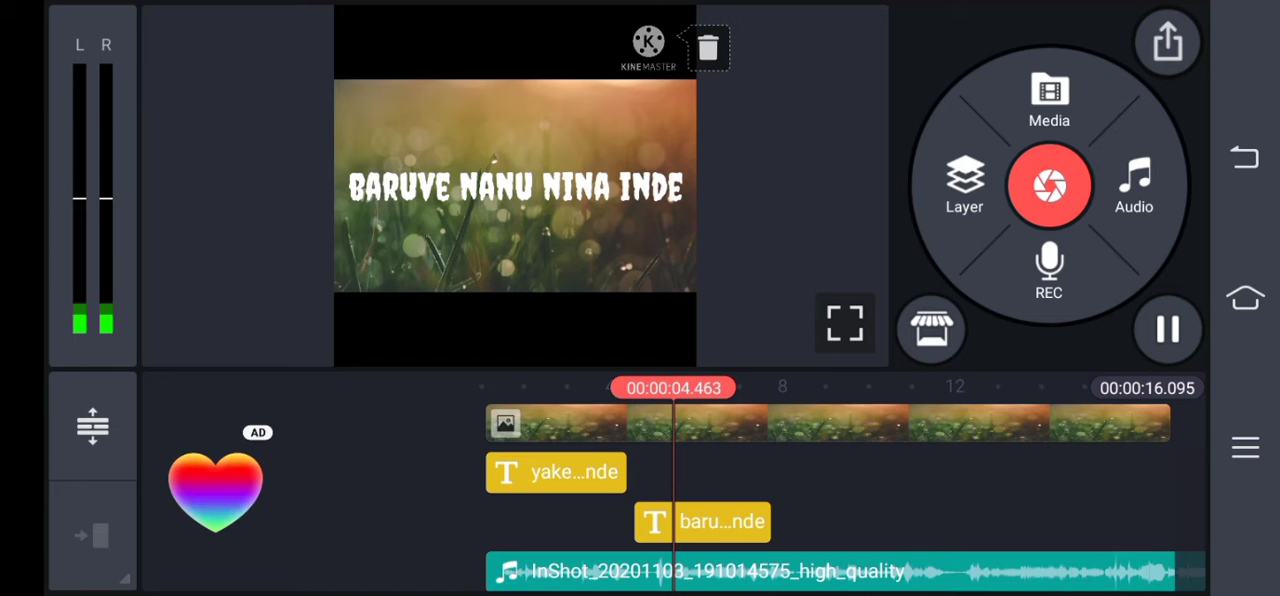 L R
KINEMASTER
Media
BARUVE NANU NINA INDE
Layer
Audio
REC
00:00:04.463
8
12
00:00:16.095
AD
T yake...nde
T baru...nde
InShot_20201103_191014575_high_quality